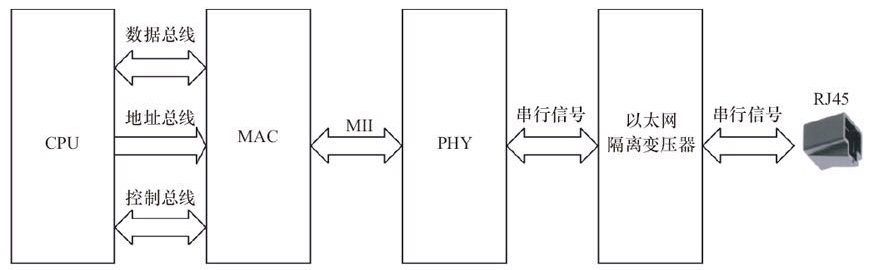 数据总线
地址总线
控制总线
CPU
MAC
MII
PHY
串行信号
以太网
隔离变压器
串行信号
RJ45